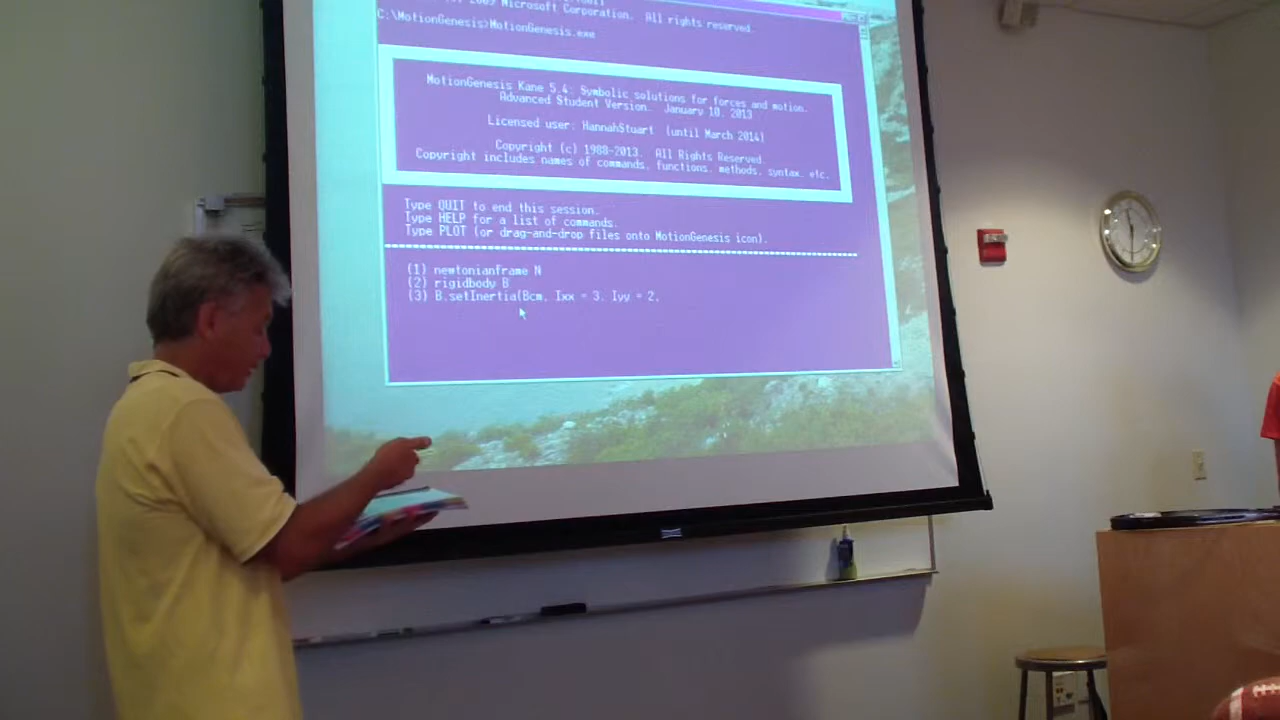 2009 Microsoft Corporation. All rights reserved.
C:\MotionGenesis>MotionGenesis.exe
MotionGenesis Kane 5.4: Symbolic solutions for forces and motion.
Advanced Student Version. January 10, 2013
Licensed user: HannahStuart (until March 2014)
Copyright (c) 1988-2013. All Rights Reserved.
Copyright includes names of commands, functions, methods, syntax, etc.
Type QUIT to end this session.
Type HELP for a list of commands.
Type PLOT (or drag-and-drop files onto MotionGenesis icon).
(1) newtonianframe N
(2) rigidbody B
(3) B.setInertia(Bcm, Ixx = 3, Iyy = 2,